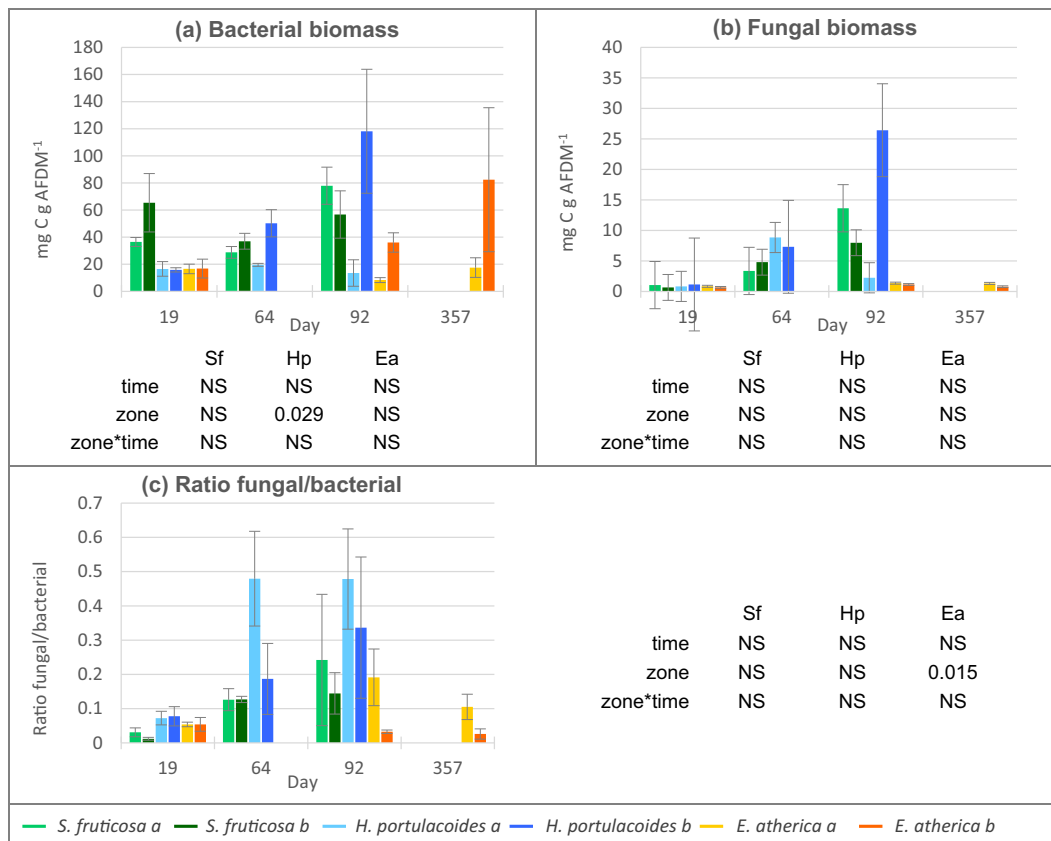 (a) Bacterial biomass
mg C g AFDM⁻¹
180
160
140
120
100
80
60
40
20
0
19 64 92 357
Day
Sf Hp Ea
time NS NS NS
zone NS 0.029 NS
zone*time NS NS NS
(b) Fungal biomass
mg C g AFDM⁻¹
40
35
30
25
20
15
10
5
0
19 64 92 357
Day
Sf Hp Ea
time NS NS NS
zone NS NS NS
zone*time NS NS NS
(c) Ratio fungal/bacterial
Ratio fungal/bacterial
0.7
0.6
0.5
0.4
0.3
0.2
0.1
0
19 64 92 357
Day
Sf Hp Ea
time NS NS NS
zone NS NS 0.015
zone*time NS NS NS
S. fruticosa a S. fruticosa b H. portulacoides a H. portulacoides b E. atherica a E. atherica b